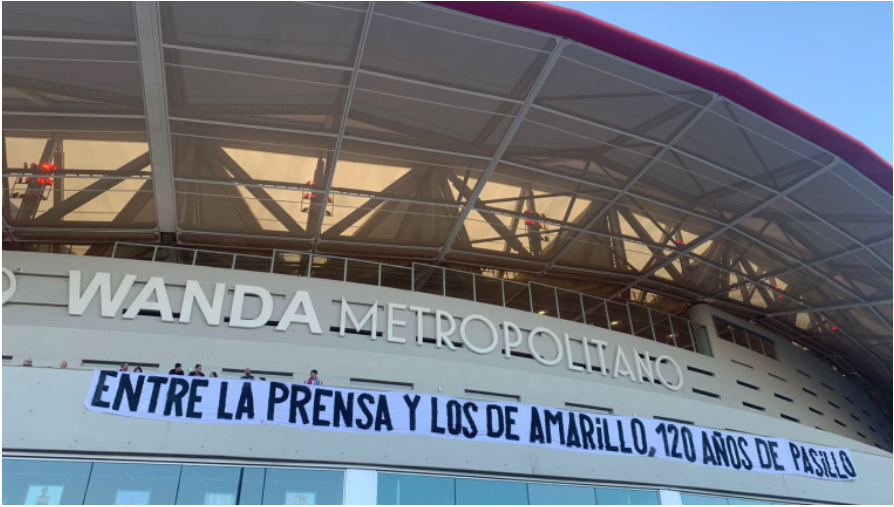 WANDA METROPOLITANO
ENTRE LA PRENSA Y LOS DE AMARiLLO, 120 AÑOS DE PASiLLO